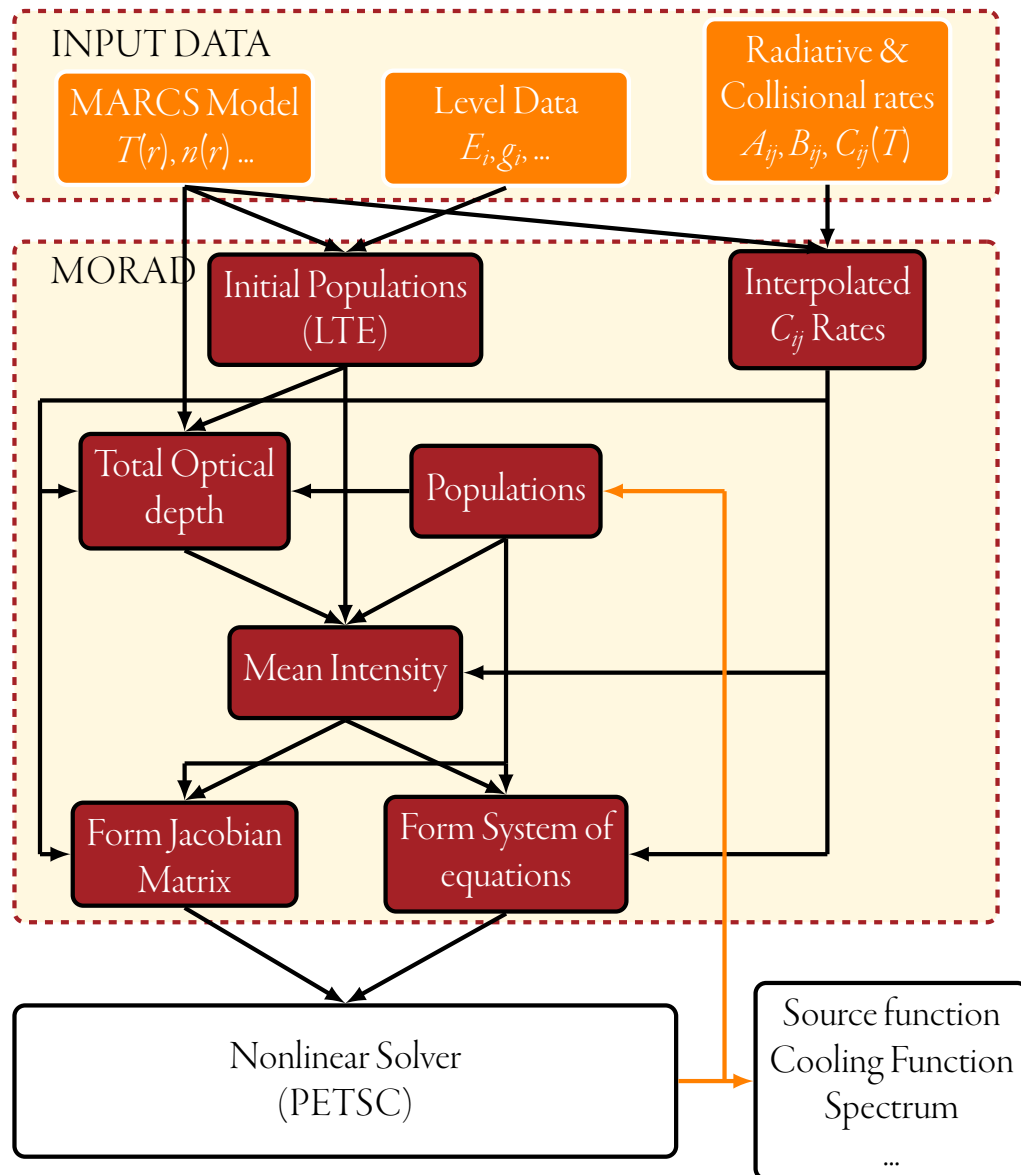 INPUT DATA
MARCS Model
T(r), n(r) ...
Level Data
E_i, g_i, ...
Radiative &
Collisional rates
A_ij, B_ij, C_ij(T)
MORAD
Initial Populations
(LTE)
Interpolated
C_ij Rates
Total Optical
depth
Populations
Mean Intensity
Form Jacobian
Matrix
Form System of
equations
Nonlinear Solver
(PETSC)
Source function
Cooling Function
Spectrum
...